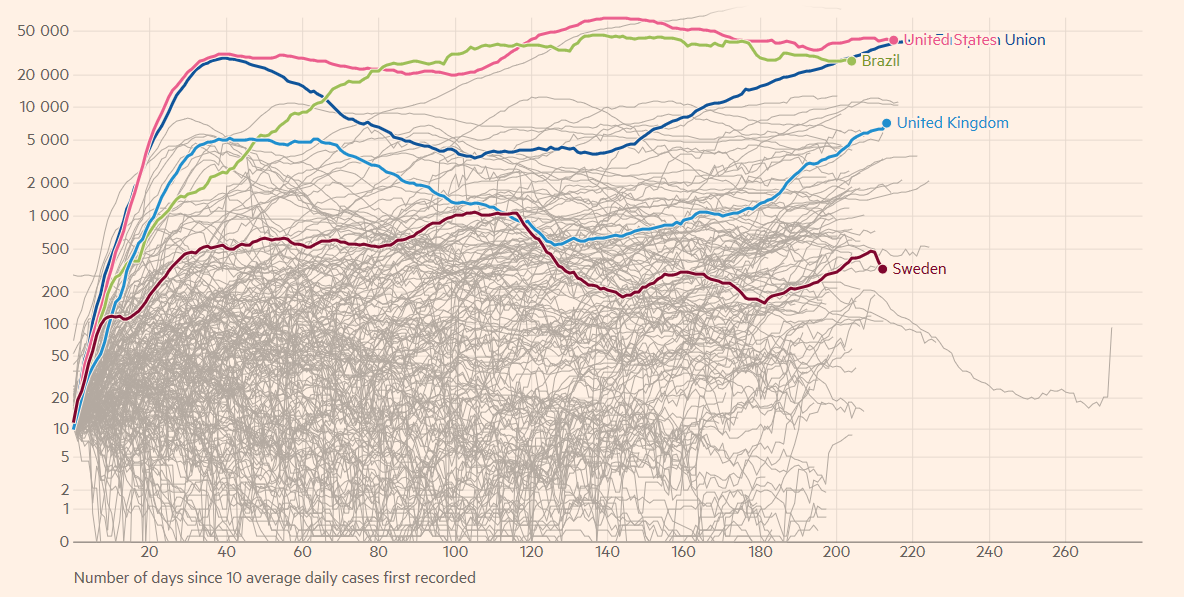 50 000
20 000
10 000
5 000
2 000
1 000
500
200
100
50
20
10
5
2
1
0
United States
Union
Brazil
United Kingdom
Sweden
20 40 60 80 100 120 140 160 180 200 220 240 260
Number of days since 10 average daily cases first recorded